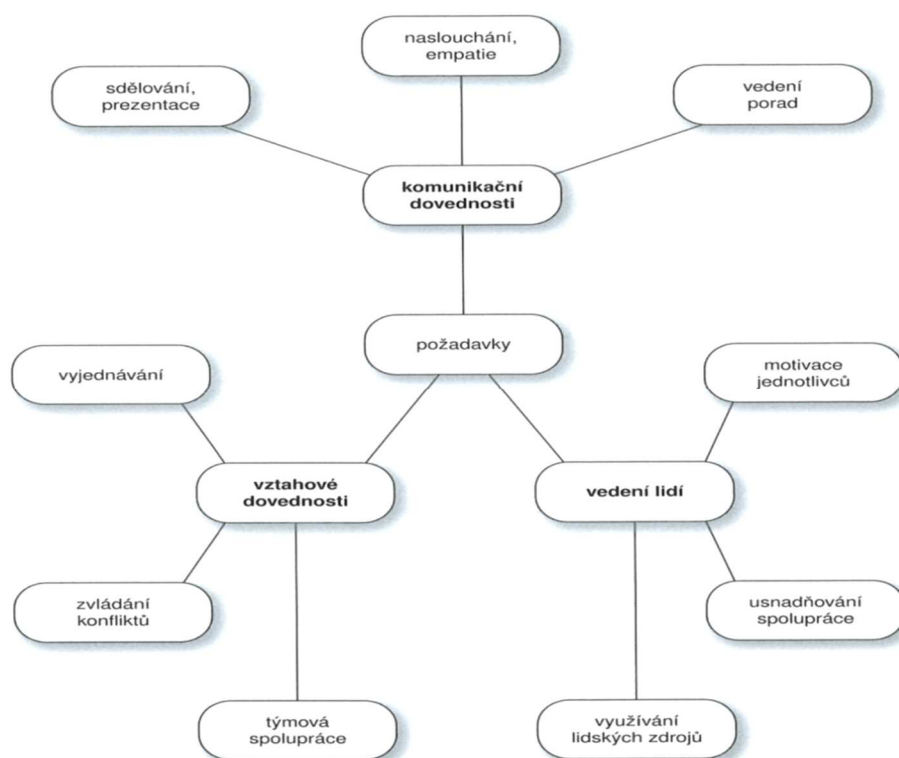 naslouchání,
empatie
sdělování,
prezentace
vedení
porad
komunikační
dovednosti
požadavky
vyjednávání
motivace
jednotlivců
vztahové
dovednosti
vedení lidí
zvládání
konfliktů
usnadňování
spolupráce
týmová
spolupráce
využívání
lidských zdrojů